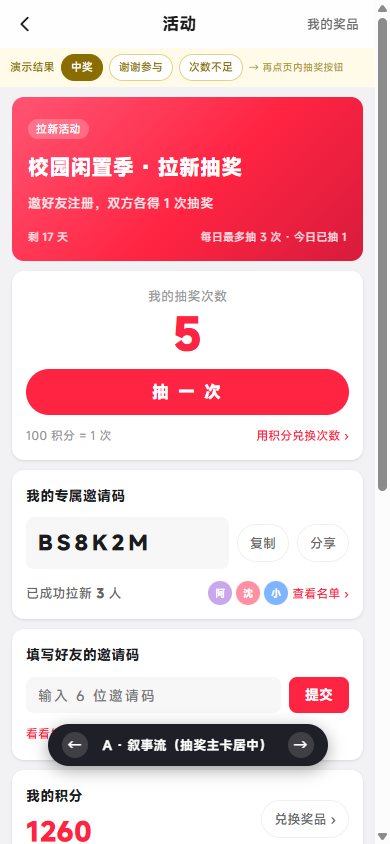 活动
我的奖品
演示结果 中奖 谢谢参与 次数不足 → 再点页内抽奖按钮
拉新活动
校园闲置季 · 拉新抽奖
邀好友注册，双方各得 1 次抽奖
剩 17 天
每日最多抽 3 次 · 今日已抽 1
我的抽奖次数
5
抽 一 次
100 积分 = 1 次
用积分兑换次数 ›
我的专属邀请码
BS8K2M
复制
分享
已成功拉新 3 人
阿 沈 小 查看名单 ›
填写好友的邀请码
输入 6 位邀请码
提交
看看
← A · 叙事流（抽奖主卡居中） →
我的积分
1260
兑换奖品 ›